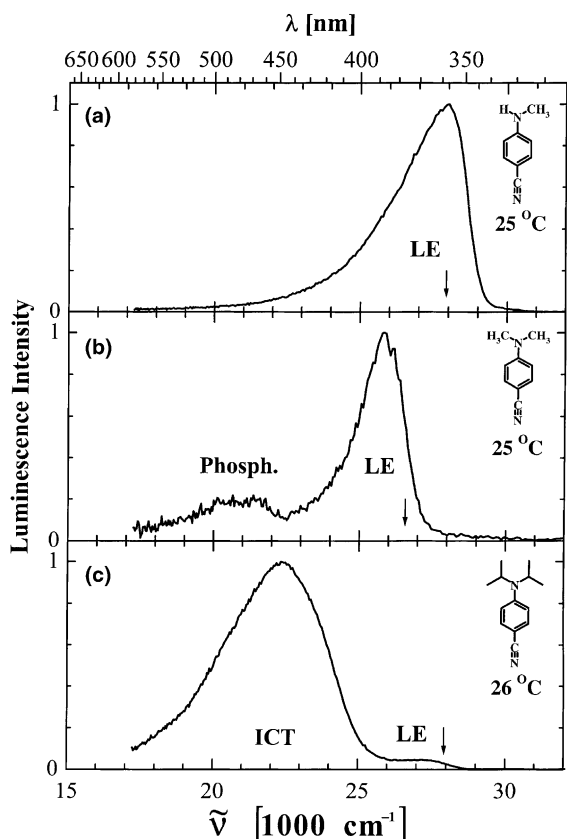 λ [nm]
650 600 550 500 450 400 350
Luminescence Intensity
1
(a)
H N CH3
C
N
25 °C
LE
0
1
(b)
H3C N CH3
C
N
25 °C
Phosph.
LE
0
1
(c)
N
C
N
26 °C
ICT
LE
0
15 20 25 30
ṽ [1000 cm⁻¹]